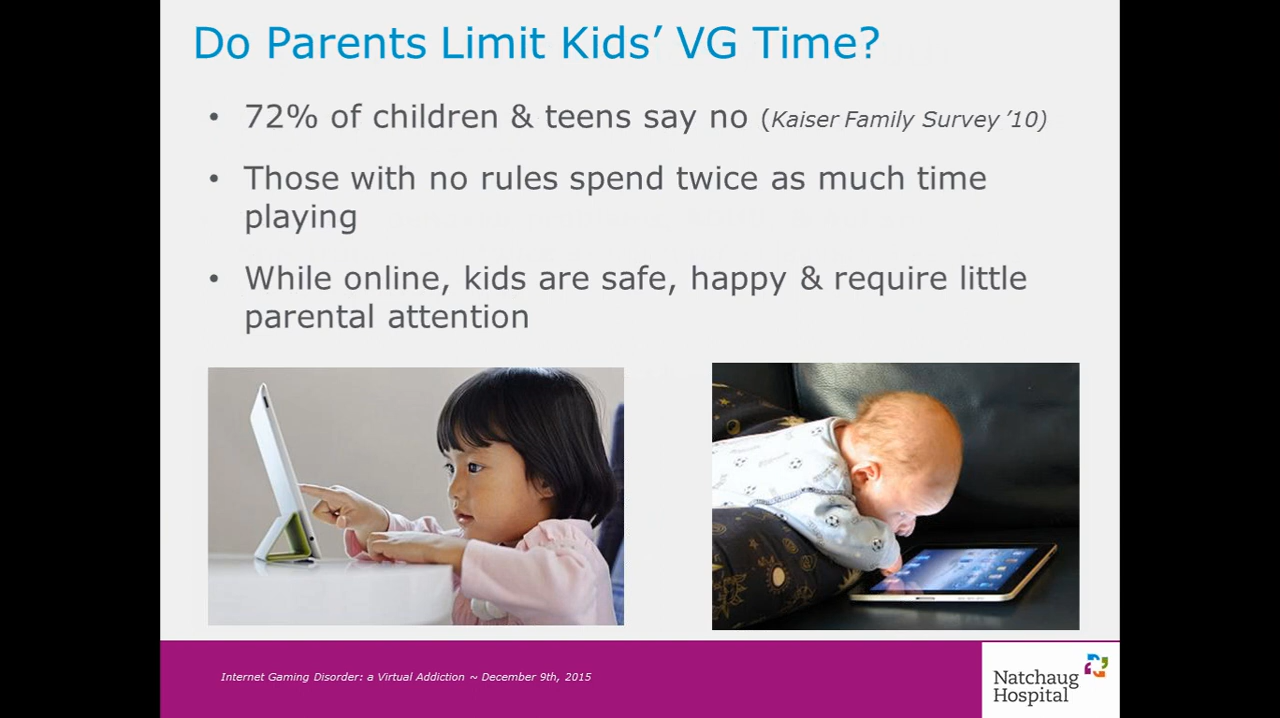 Do Parents Limit Kids’ VG Time?
• 72% of children & teens say no (Kaiser Family Survey ’10)
• Those with no rules spend twice as much time
playing
• While online, kids are safe, happy & require little
parental attention
Internet Gaming Disorder: a Virtual Addiction ~ December 9th, 2015
Natchaug
Hospital